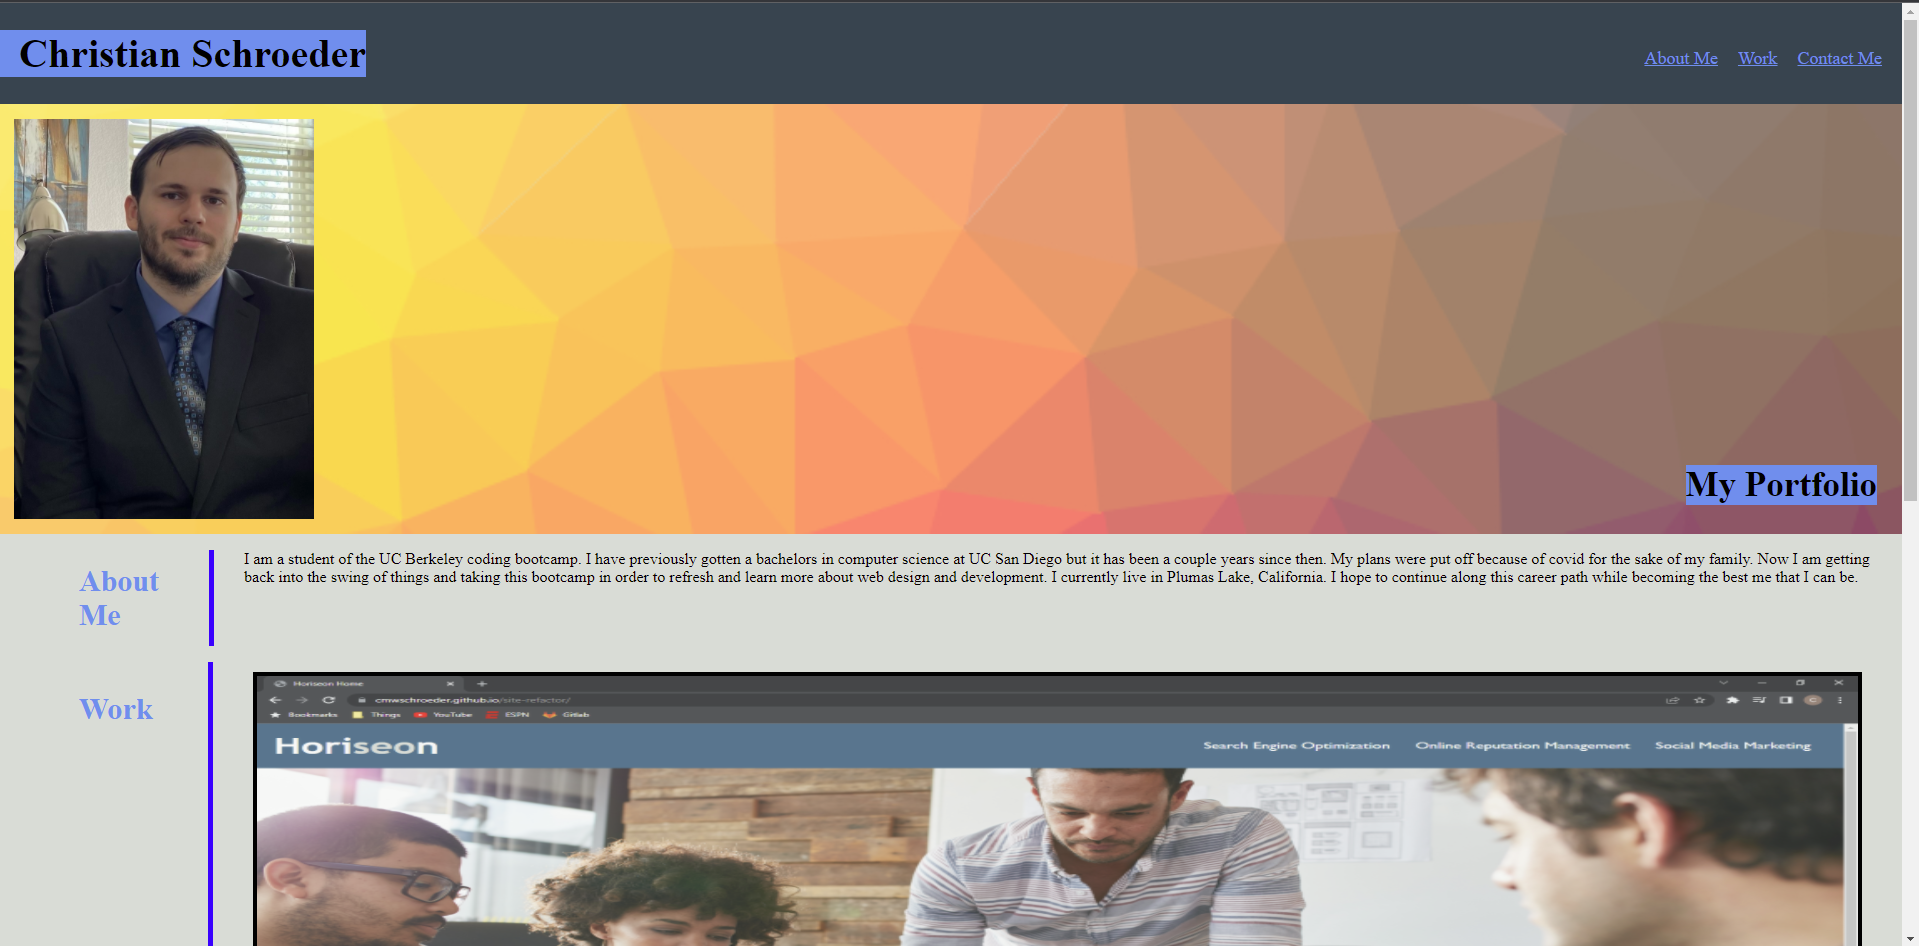 Christian Schroeder
About Me Work Contact Me
My Portfolio
About
Me
I am a student of the UC Berkeley coding bootcamp. I have previously gotten a bachelors in computer science at UC San Diego but it has been a couple years since then. My plans were put off because of covid for the sake of my family. Now I am getting
back into the swing of things and taking this bootcamp in order to refresh and learn more about web design and development. I currently live in Plumas Lake, California. I hope to continue along this career path while becoming the best me that I can be.
Work
Horiseon Home
cmwschroeder.github.io/site-refactor/
Bookmarks Things YouTube ESPN Gitlab
Horiseon
Search Engine Optimization Online Reputation Management Social Media Marketing